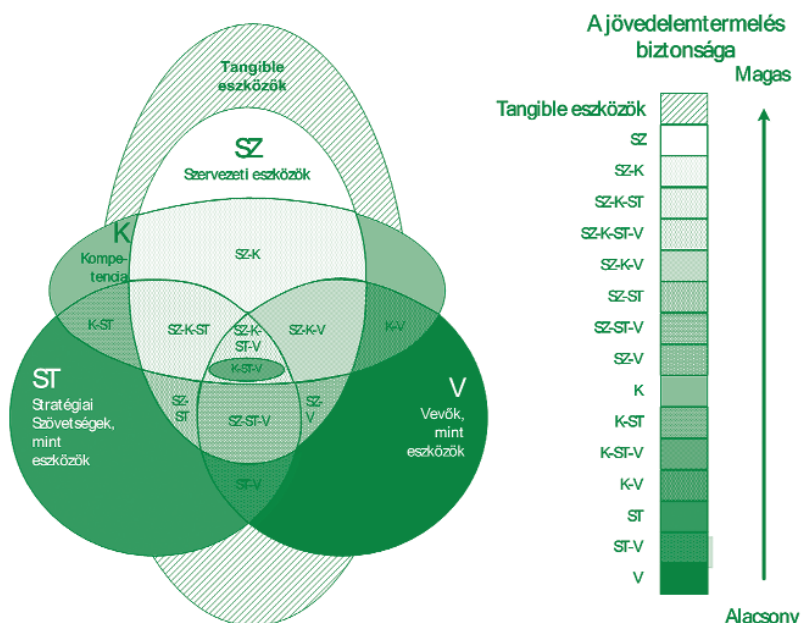 Tangible
eszközök
SZ
Szervezeti eszközök
K
Kompe-
tencia
SZ-K
K-ST
SZ-K-ST
SZ-K-
ST-V
SZ-K-V
K-V
K-ST-V
ST
Stratégiai
Szövetségek,
mint
eszközök
SZ-
ST
SZ-ST-V
SZ-
V
V
Vevők,
mint
eszközök
ST-V
A jövedelemtermelés
biztonsága
Magas
Tangible eszközök
SZ
SZ-K
SZ-K-ST
SZ-K-ST-V
SZ-K-V
SZ-ST
SZ-ST-V
SZ-V
K
K-ST
K-ST-V
K-V
ST
ST-V
V
Alacsony